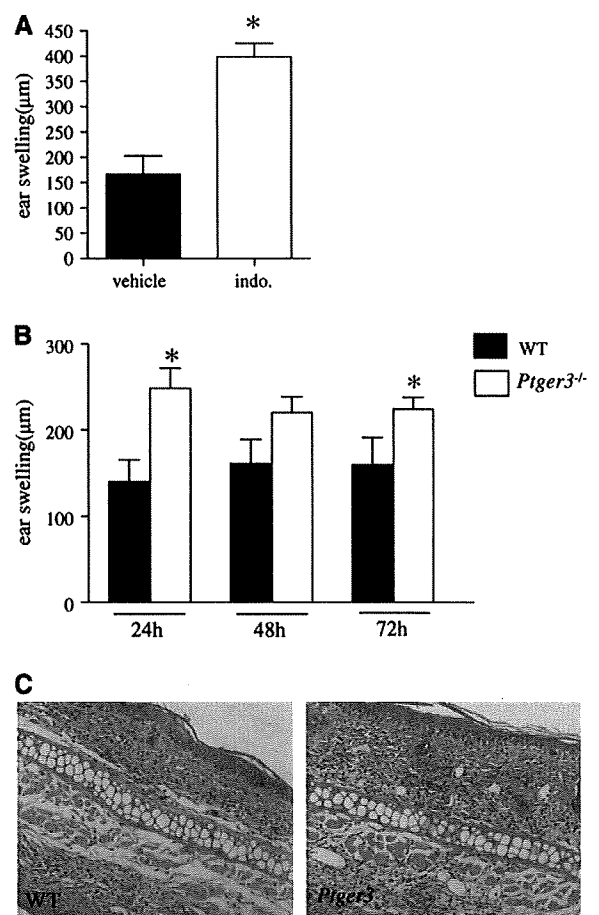 A
*
450
400
350
300
250
200
150
100
50
0
ear swelling(μm)
vehicle indo.
B
WT
Ptger3-/-
300
200
100
0
ear swelling(μm)
* *
24h 48h 72h
C
WT Ptger3